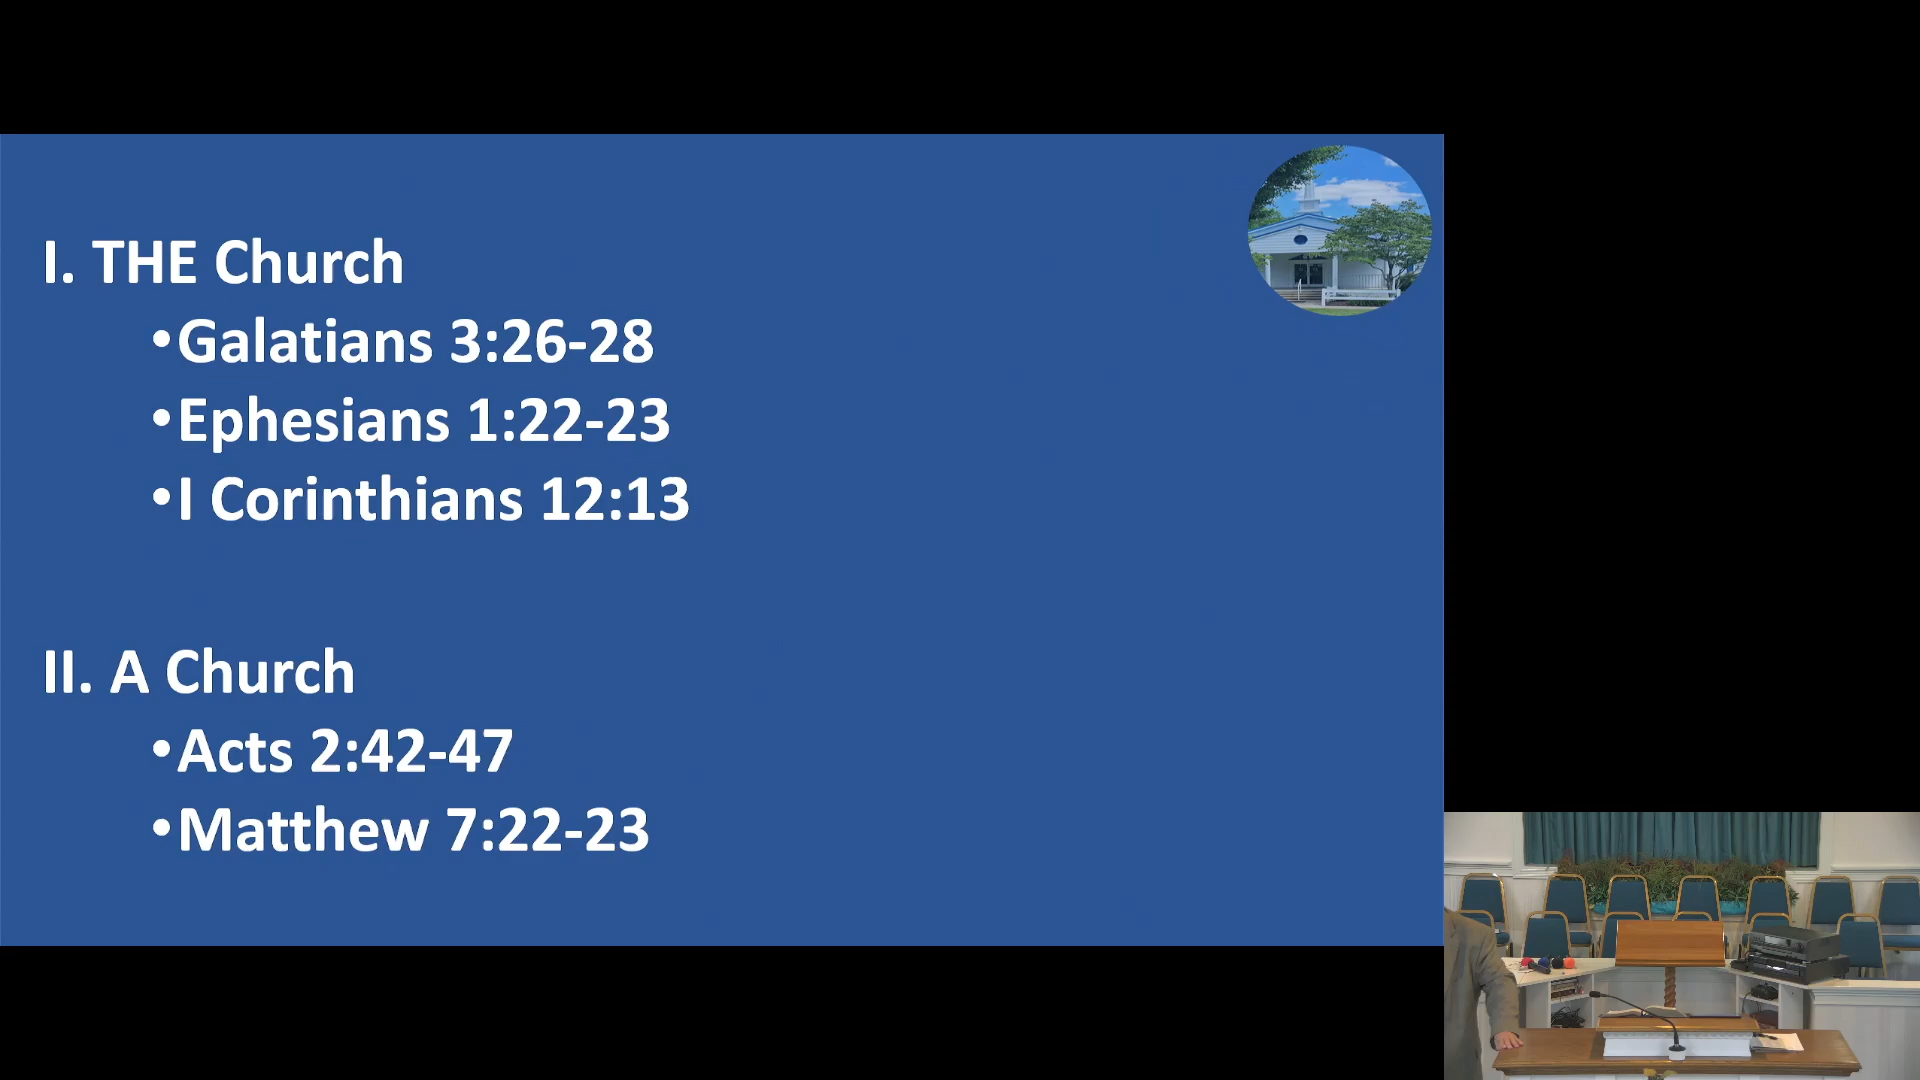 I. THE Church
•Galatians 3:26-28
•Ephesians 1:22-23
•I Corinthians 12:13
II. A Church
•Acts 2:42-47
•Matthew 7:22-23